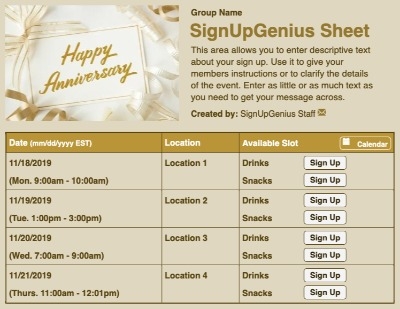 Happy
Anniversary
Group Name
SignUpGenius Sheet
This area allows you to enter descriptive text
about your sign up. Use it to give your
members instructions or to clarify the details
of the event. Enter as little or as much text as
you need to get your message across.
Created by: SignUpGenius Staff
Date (mm/dd/yyyy EST) Location Available Slot Calendar
11/18/2019 Location 1 Drinks Sign Up
(Mon. 9:00am - 10:00am) Snacks Sign Up
11/19/2019 Location 2 Drinks Sign Up
(Tue. 1:00pm - 3:00pm) Snacks Sign Up
11/20/2019 Location 3 Drinks Sign Up
(Wed. 7:00am - 9:00am) Snacks Sign Up
11/21/2019 Location 4 Drinks Sign Up
(Thurs. 11:00am - 12:01pm) Snacks Sign Up